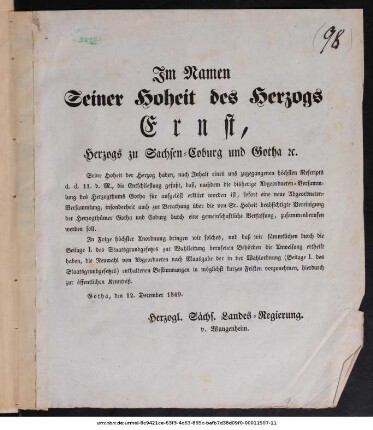 (98
Im Namen
Seiner Hoheit des Herzogs
Ernst,
Herzogs zu Sachsen-Coburg und Gotha ꝛc.
Seine Hoheit der Herzog haben, nach Inhalt eines uns zugegangenen höchsten Rescripts
d. d. 11. d. M., die Entschließung gefaßt, daß, nachdem die bisherige Abgeordneten-Versamm-
lung des Herzogthums Gotha für aufgelöst erklärt worden ist, sofort eine neue Abgeordneten-
Versammlung, insonderheit auch zur Berathung über die von Sr. Hoheit beabsichtigte Vereinigung
der Herzogthümer Gotha und Coburg durch eine gemeinschaftliche Verfassung, zusammenberufen
werden soll.
In Folge höchster Anordnung bringen wir solches, und daß wir sämmtlichen durch die
Beilage I. des Staatsgrundgesetzes zur Wahlleitung berufenen Behörden die Anweisung ertheilt
haben, die Neuwahl von Abgeordneten nach Maasgabe der in der Wahlordnung (Beilage I. des
Staatsgrundgesetzes) enthaltenen Bestimmungen in möglichst kurzen Fristen vorzunehmen, hierdurch
zur öffentlichen Kenntniß.
Gotha, den 12. December 1849.
Herzogl. Sächs. Landes-Regierung.
v. Wangenheim.